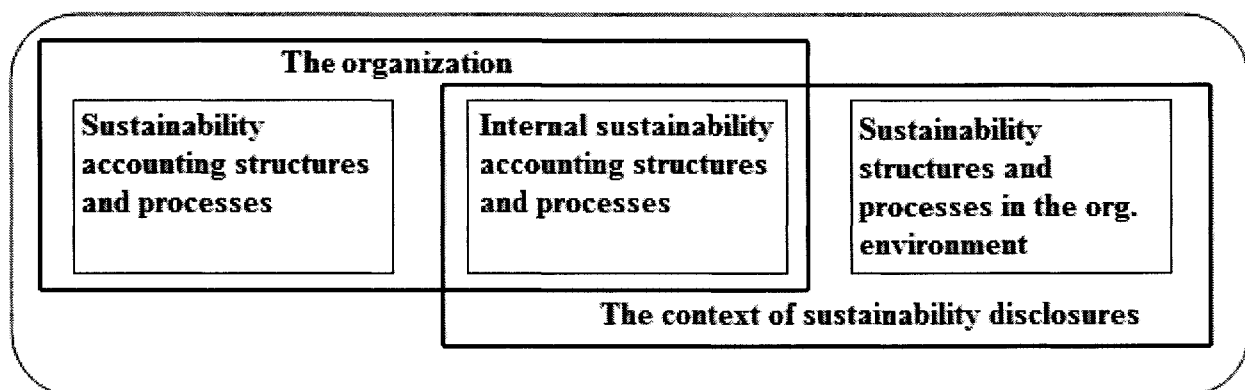 The organization
Sustainability
accounting structures
and processes
Internal sustainability
accounting structures
and processes
Sustainability
structures and
processes in the org.
environment
The context of sustainability disclosures